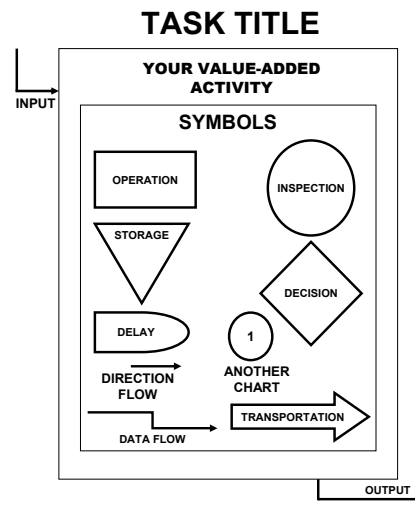 TASK TITLE
YOUR VALUE-ADDED
ACTIVITY
INPUT
SYMBOLS
OPERATION
INSPECTION
STORAGE
DECISION
DELAY
1
DIRECTION
FLOW
ANOTHER
CHART
TRANSPORTATION
DATA FLOW
OUTPUT